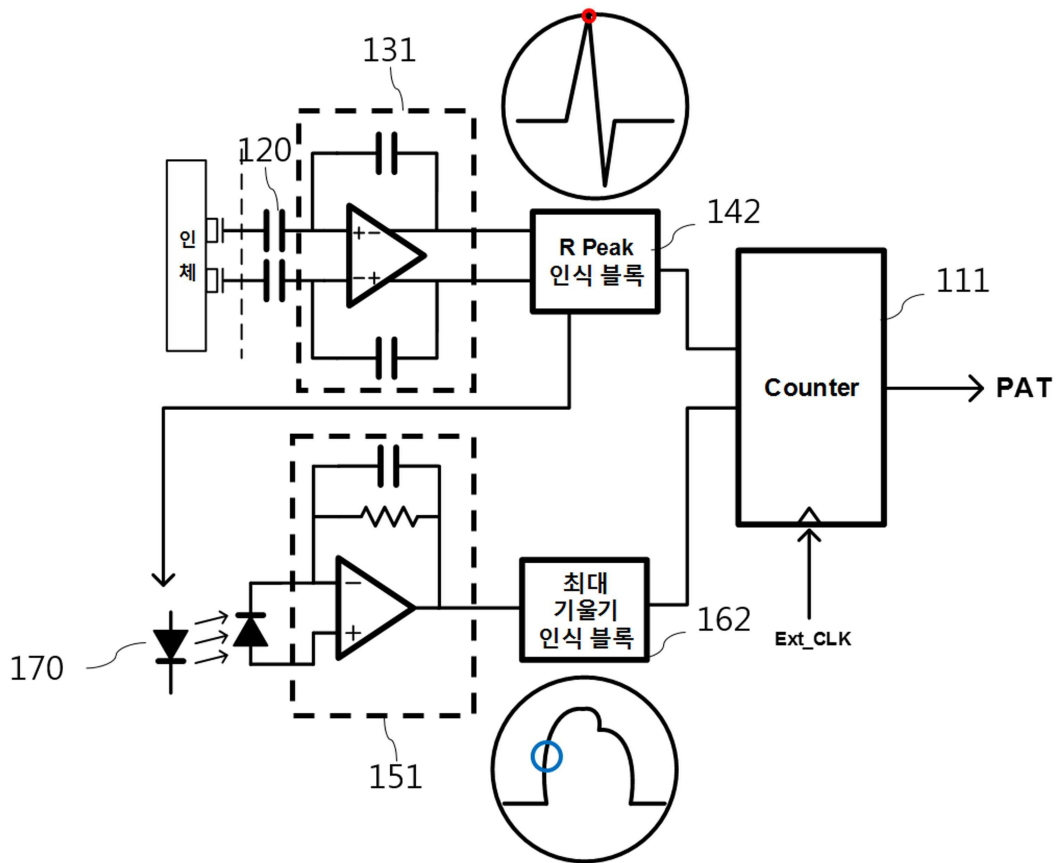 131
120
인
체
+-
-+
R Peak
인식 블록
142
Counter
111
PAT
Ext_CLK
-
+
최대
기울기
인식 블록
162
170
151